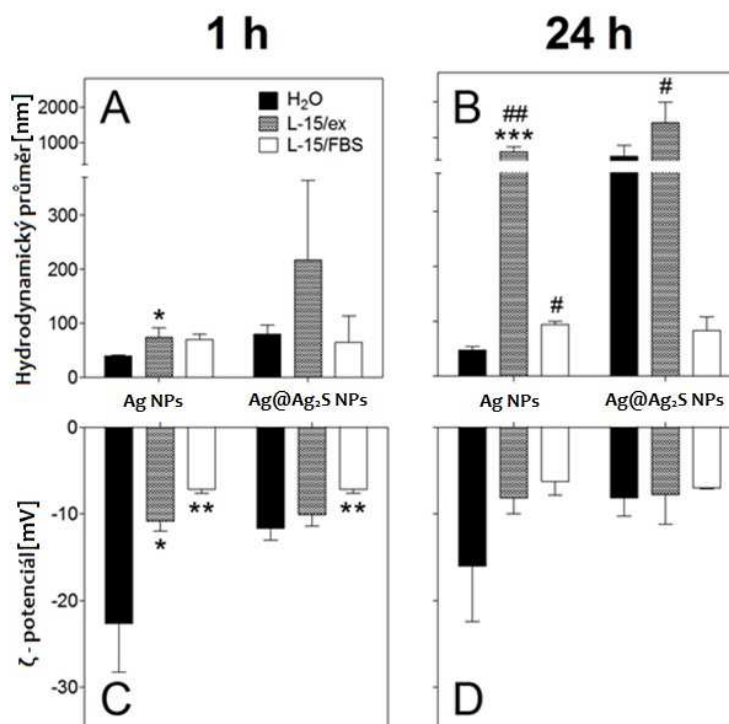 1 h
24 h
Hydrodynamický průměr[nm]
A
H₂O
L-15/ex
L-15/FBS
2000
1000
300
200
100
0
*
Ag NPs
Ag@Ag₂S NPs
B
##
***
#
#
Ag NPs
Ag@Ag₂S NPs
ζ - potenciál[mV]
0
-10
-20
-30
*
**
**
C
D